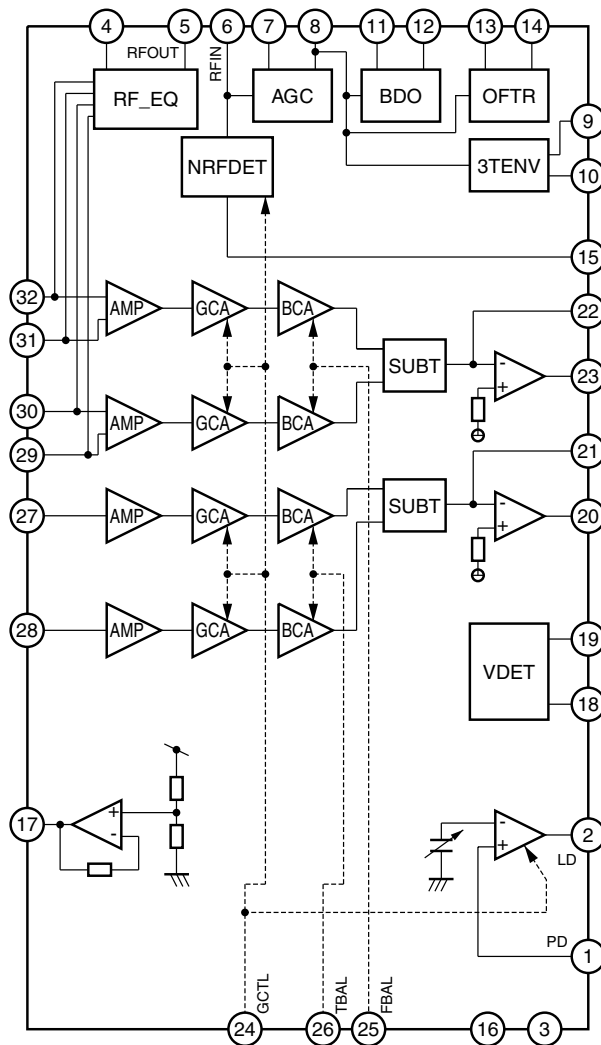 4
5
6
7
8
11
12
13
14
RFOUT
RFIN
RF_EQ
AGC
BDO
OFTR
9
3TENV
10
NRFDET
15
32
AMP
GCA
BCA
22
31
SUBT
-
+
23
30
AMP
GCA
BCA
29
21
27
AMP
GCA
BCA
SUBT
-
+
20
28
AMP
GCA
BCA
19
VDET
18
17
+
-
-
+
2
LD
PD
1
GCTL
TBAL
FBAL
24
26
25
16
3